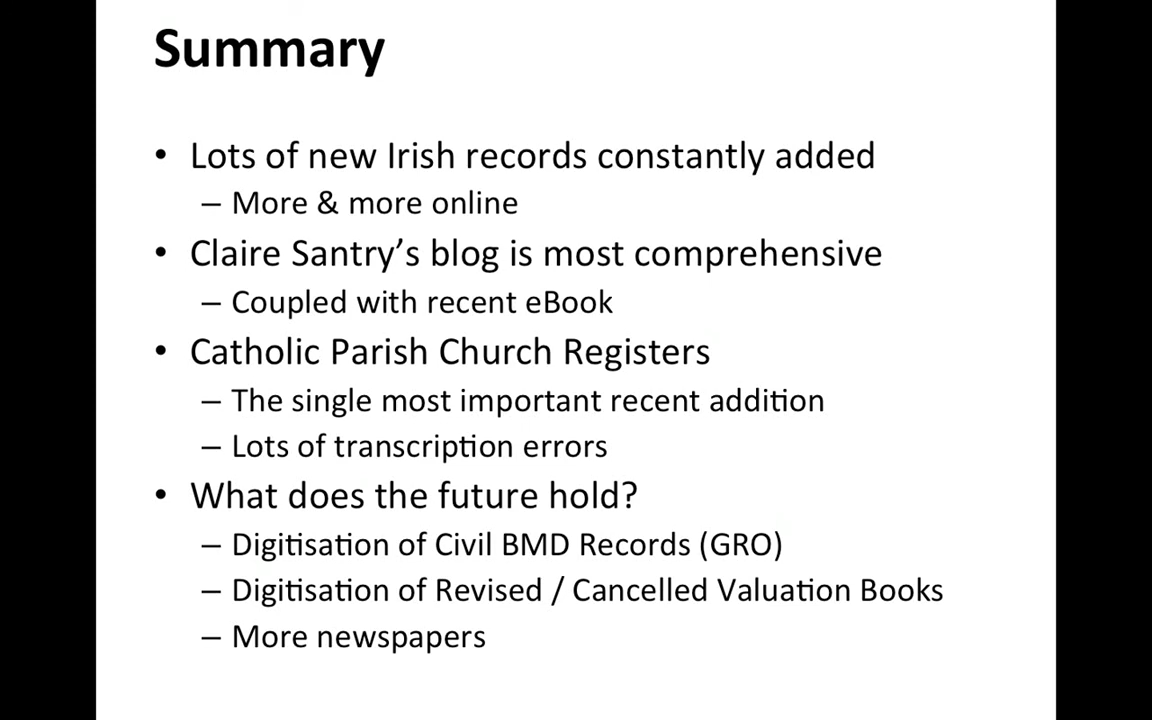 Summary
• Lots of new Irish records constantly added
– More & more online
• Claire Santry’s blog is most comprehensive
– Coupled with recent eBook
• Catholic Parish Church Registers
– The single most important recent addition
– Lots of transcription errors
• What does the future hold?
– Digitisation of Civil BMD Records (GRO)
– Digitisation of Revised / Cancelled Valuation Books
– More newspapers